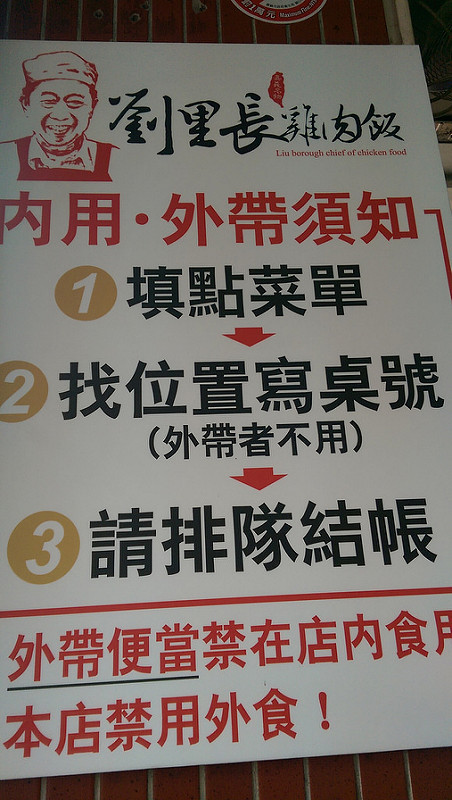 劉里長雞肉飯
Liu borough chief of chicken food
內用·外帶須知
1 填點菜單
2 找位置寫桌號
(外帶者不用)
3 請排隊結帳
外帶便當禁在店內食用
本店禁用外食！